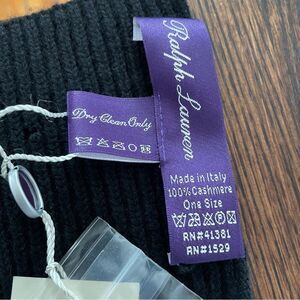 Ralph Lauren
Dry Clean Only
Made in Italy
100% Cashmere
One Size
RN#41381
RN#1529